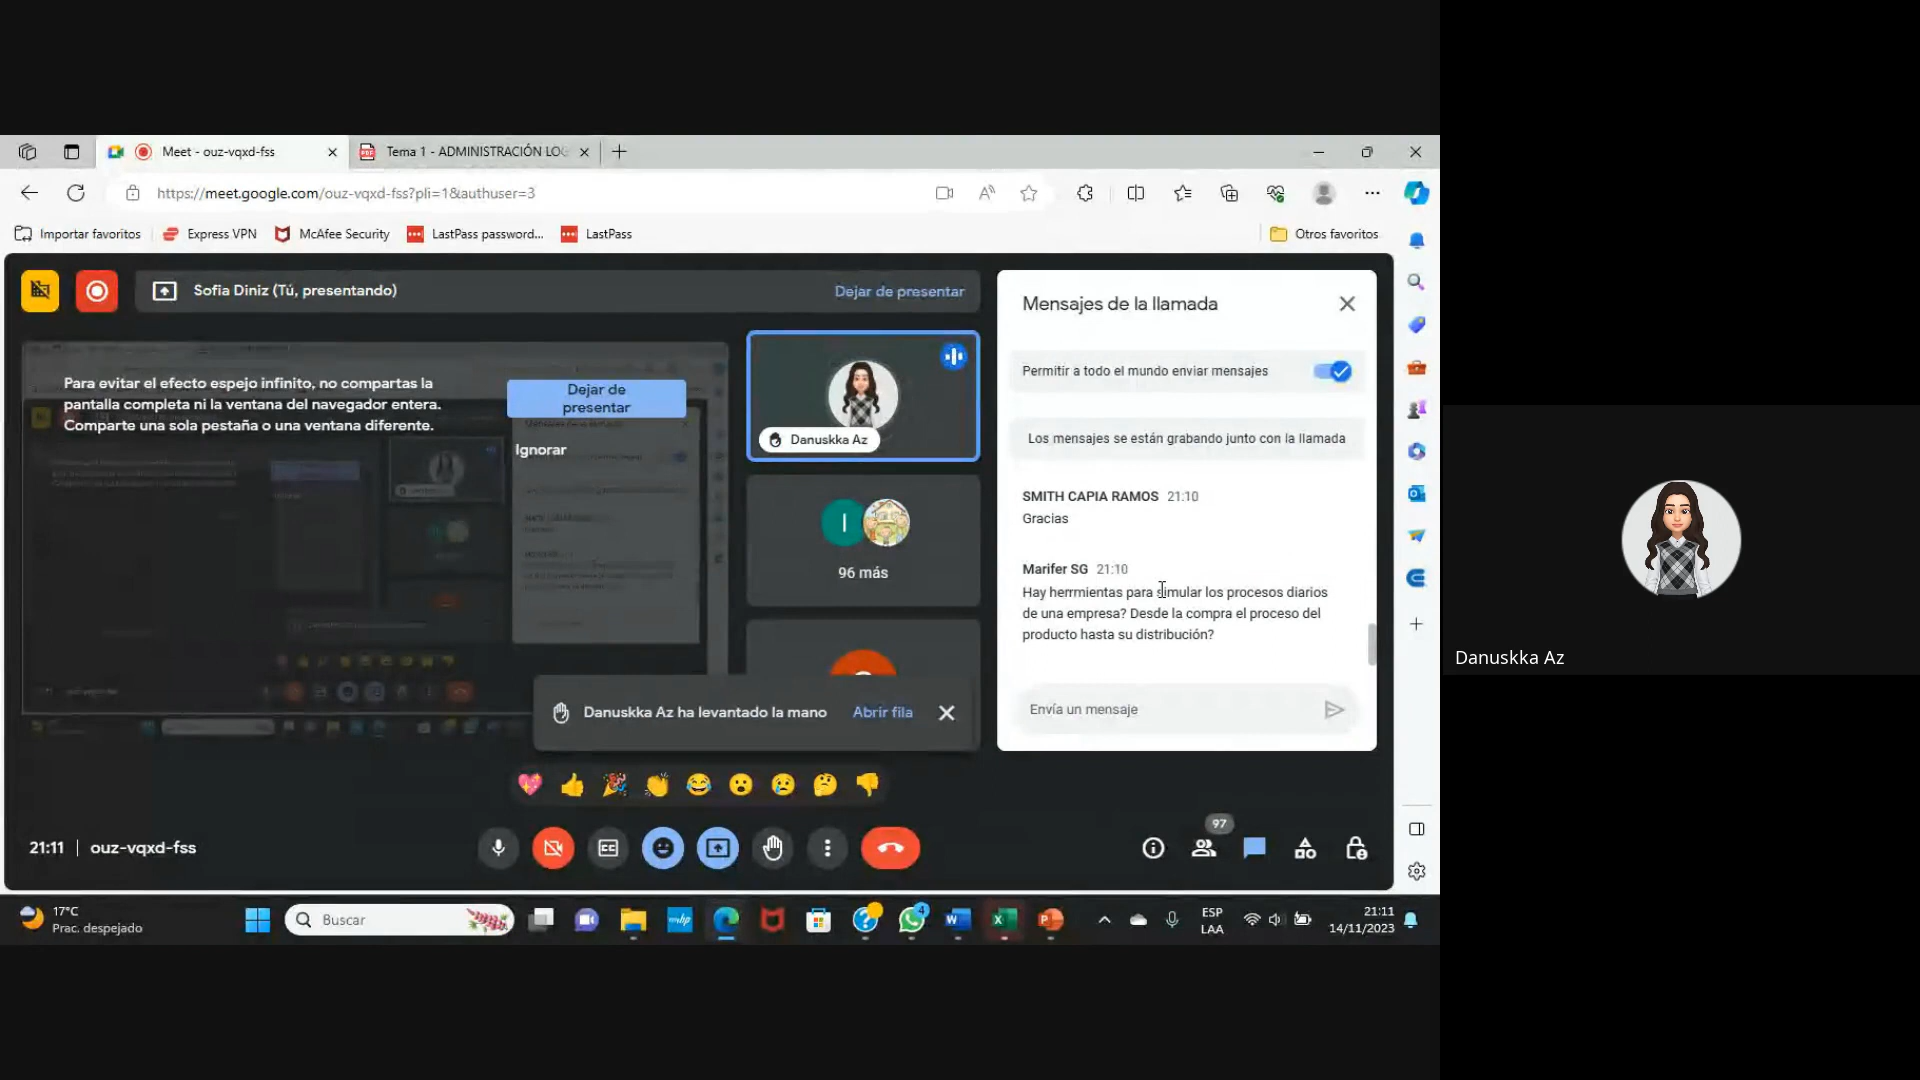 Meet - ouz-vqxd-fss
Tema 1 - ADMINISTRACIÓN LOG
https://meet.google.com/ouz-vqxd-fss?pli=1&authuser=3
Importar favoritos
Express VPN
McAfee Security
LastPass password...
LastPass
Otros favoritos
Sofia Diniz (Tú, presentando)
Dejar de presentar
Para evitar el efecto espejo infinito, no compartas la
pantalla completa ni la ventana del navegador entera.
Comparte una sola pestaña o una ventana diferente.
Dejar de
presentar
Ignorar
Danuskka Az
I
96 más
Danuskka Az ha levantado la mano
Abrir fila
Mensajes de la llamada
Permitir a todo el mundo enviar mensajes
Los mensajes se están grabando junto con la llamada
SMITH CAPIA RAMOS 21:10
Gracias
Marifer SG 21:10
Hay herrmientas para simular los procesos diarios
de una empresa? Desde la compra el proceso del
producto hasta su distribución?
Envía un mensaje
21:11 | ouz-vqxd-fss
CC
97
17°C
Prac. despejado
Buscar
4
ESP
LAA
21:11
14/11/2023
Danuskka Az